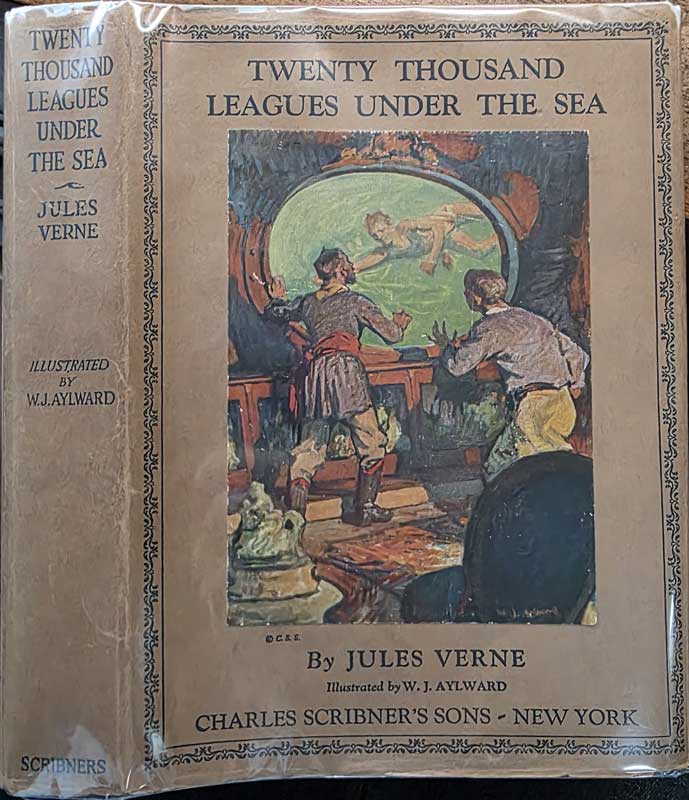 TWENTY
THOUSAND
LEAGUES
UNDER
THE SEA
JULES
VERNE
ILLUSTRATED
BY
W.J.AYLWARD
SCRIBNERS
TWENTY THOUSAND
LEAGUES UNDER THE SEA
W. J. Aylward
© C. S. S.
By JULES VERNE
Illustrated by W. J. AYLWARD
CHARLES SCRIBNER'S SONS - NEW YORK